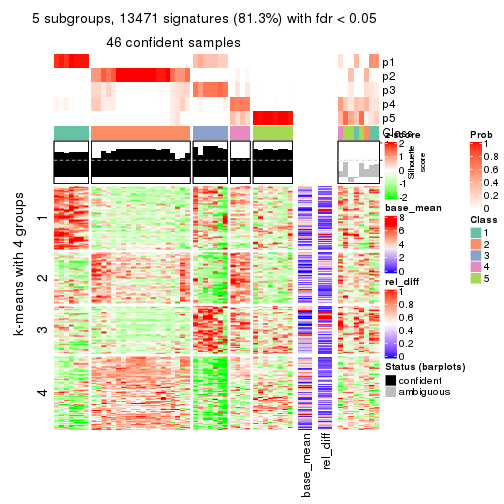 5 subgroups, 13471 signatures (81.3%) with fdr < 0.05
46 confident samples
p1
p2
p3
p4
p5
Class
k-means with 4 groups
1
2
3
4
base_mean
rel_diff
Silhouette
score
z-score
2
1
0
-1
-2
base_mean
8
6
4
2
0
rel_diff
1
0.8
0.6
0.4
0.2
0
Status (barplots)
confident
ambiguous
Prob
1
0.8
0.6
0.4
0.2
0
Class
1
2
3
4
5